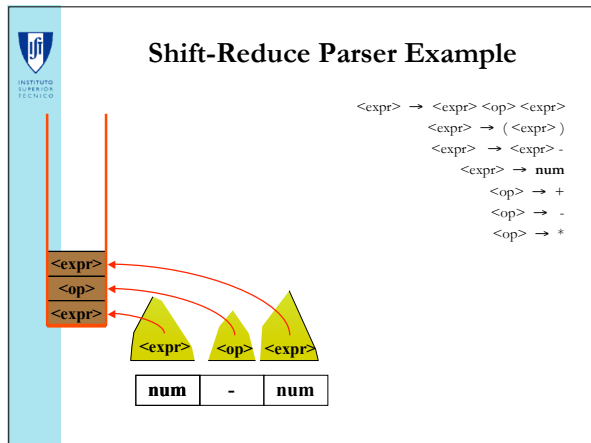 Shift-Reduce Parser Example
INSTITUTO
SUPERIOR
TÉCNICO
<expr> → <expr> <op> <expr>
<expr> → ( <expr> )
<expr> → <expr> -
<expr> → num
<op> → +
<op> → -
<op> → *
<expr>
<op>
<expr>
<expr> <op> <expr>
num - num